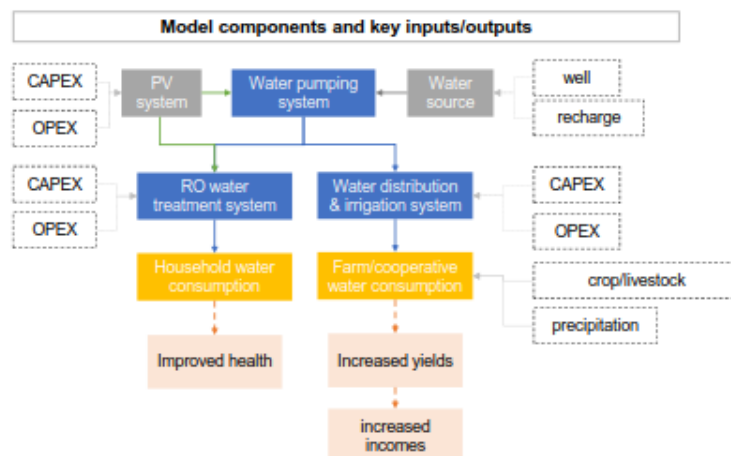 Model components and key inputs/outputs
CAPEX
OPEX
PV
system
Water pumping
system
Water
source
well
recharge
CAPEX
OPEX
RO water
treatment system
Water distribution
& irrigation system
CAPEX
OPEX
Household water
consumption
Farm/cooperative
water consumption
crop/livestock
precipitation
Improved health
Increased yields
increased
incomes